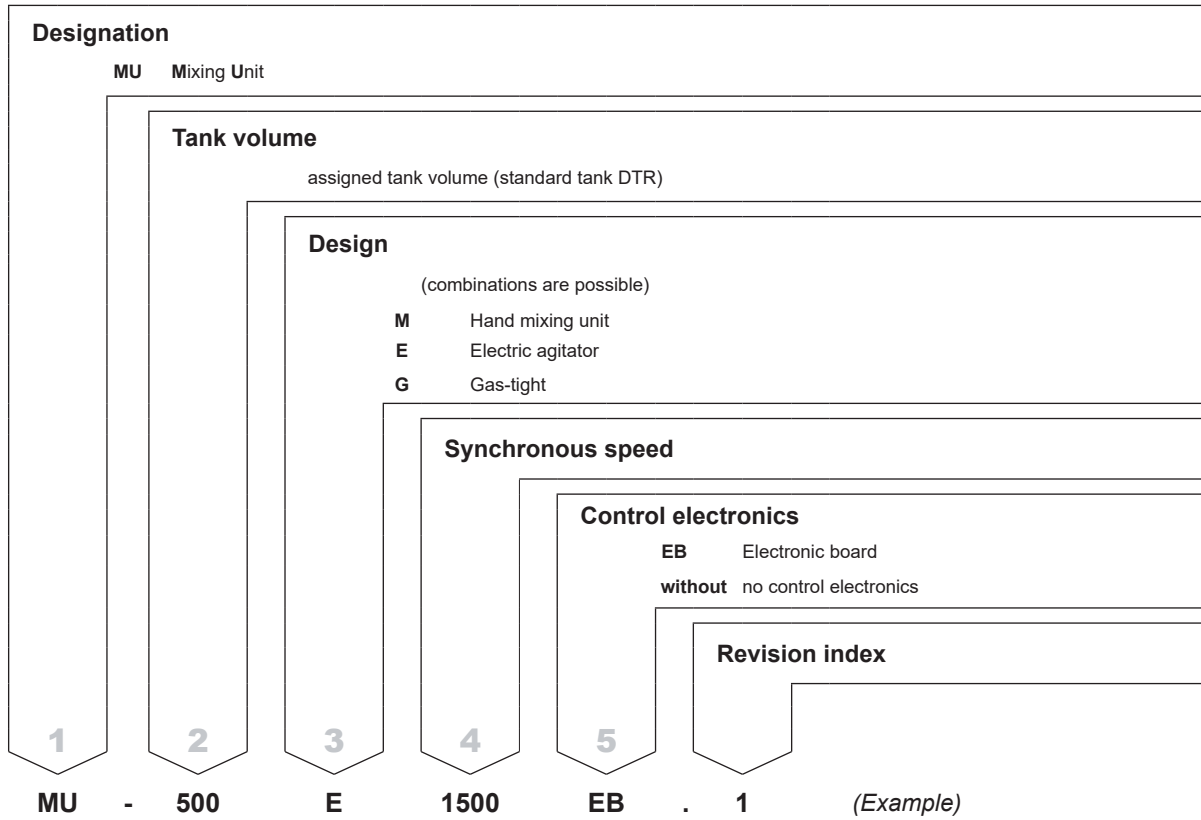 Designation
MU Mixing Unit
Tank volume
assigned tank volume (standard tank DTR)
Design
(combinations are possible)
M Hand mixing unit
E Electric agitator
G Gas-tight
Synchronous speed
Control electronics
EB Electronic board
without no control electronics
Revision index
1 2 3 4 5
MU - 500 E 1500 EB . 1 (Example)